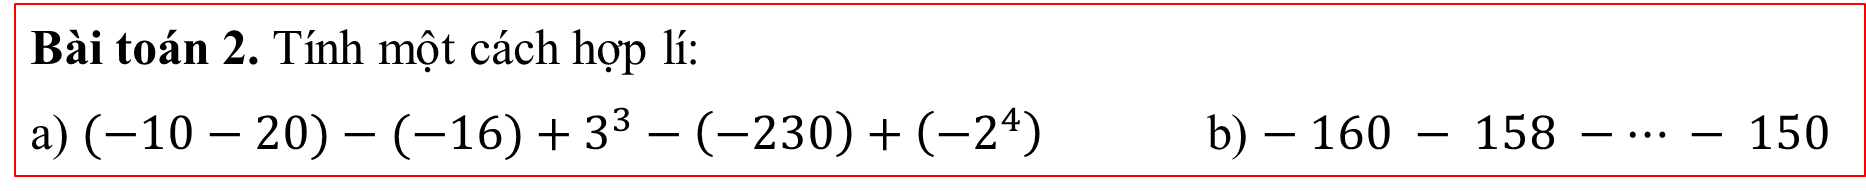 Bài toán 2. Tính một cách hợp lí:
a) (−10 − 20) − (−16) + 3³ − (−230) + (−2⁴) b) − 160 − 158 − ⋯ − 150